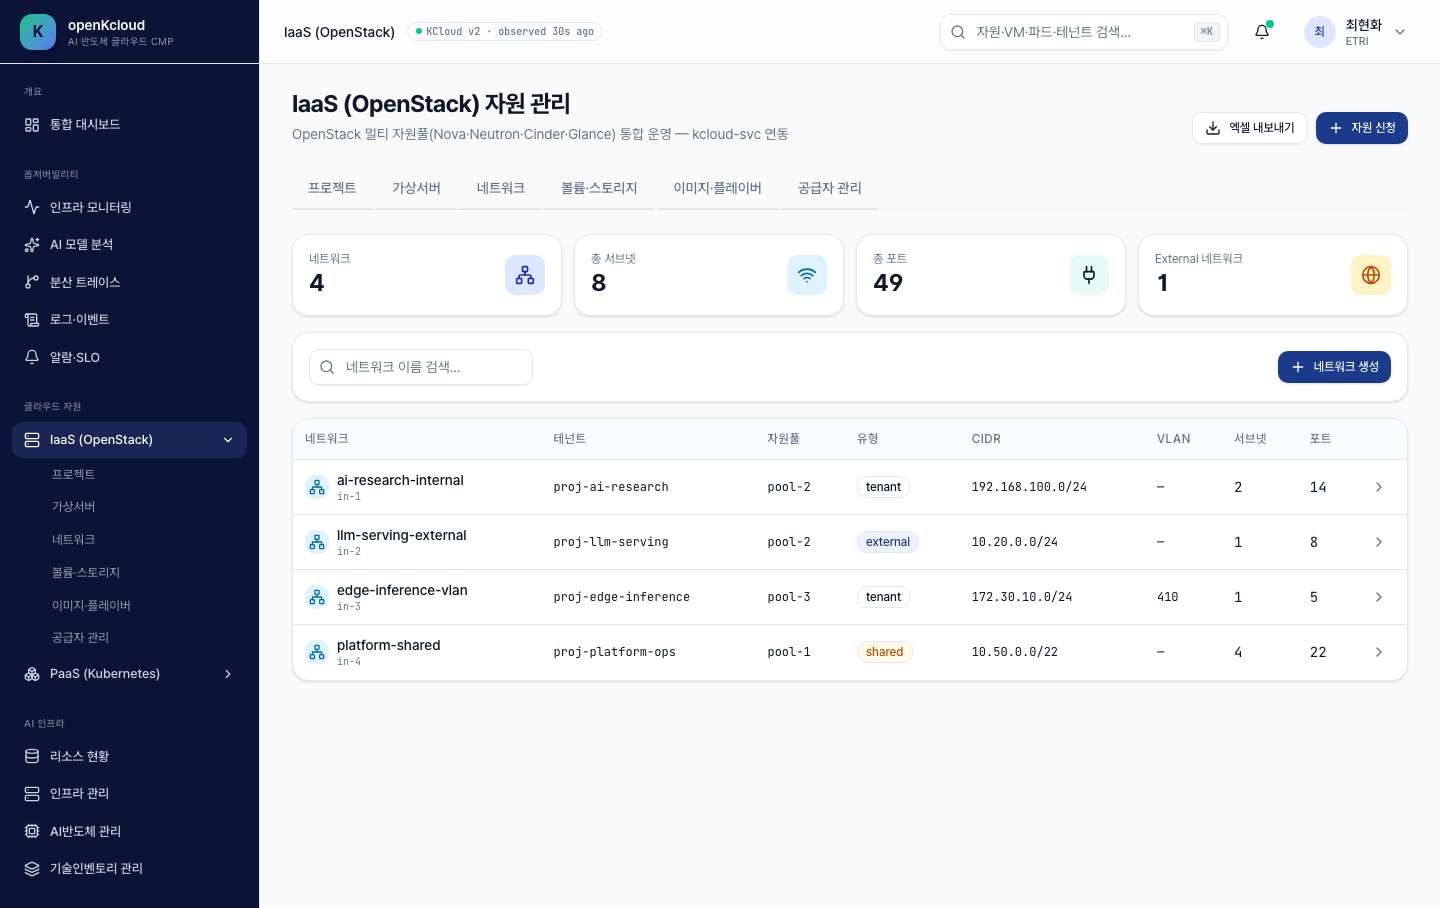 K
openKcloud
AI 반도체 클라우드 CMP
개요
통합 대시보드
옵저버빌리티
인프라 모니터링
AI 모델 분석
분산 트레이스
로그·이벤트
알람·SLO
클라우드 자원
IaaS (OpenStack)
프로젝트
가상서버
네트워크
볼륨·스토리지
이미지·플레이버
공급자 관리
PaaS (Kubernetes)
AI 인프라
리소스 현황
인프라 관리
AI반도체 관리
기술인벤토리 관리
IaaS (OpenStack)
KCloud v2 · observed 30s ago
자원·VM·파드·테넌트 검색...
⌘K
최
최현화
ETRI
IaaS (OpenStack) 자원 관리
OpenStack 멀티 자원풀(Nova·Neutron·Cinder·Glance) 통합 운영 — kcloud-svc 연동
엑셀 내보내기
자원 신청
프로젝트 가상서버 네트워크 볼륨·스토리지 이미지·플레이버 공급자 관리
네트워크
4
총 서브넷
8
총 포트
49
External 네트워크
1
네트워크 이름 검색...
네트워크 생성
네트워크 테넌트 자원풀 유형 CIDR VLAN 서브넷 포트
ai-research-internal proj-ai-research pool-2 tenant 192.168.100.0/24 — 2 14
in-1
llm-serving-external proj-llm-serving pool-2 external 10.20.0.0/24 — 1 8
in-2
edge-inference-vlan proj-edge-inference pool-3 tenant 172.30.10.0/24 410 1 5
in-3
platform-shared proj-platform-ops pool-1 shared 10.50.0.0/22 — 4 22
in-4